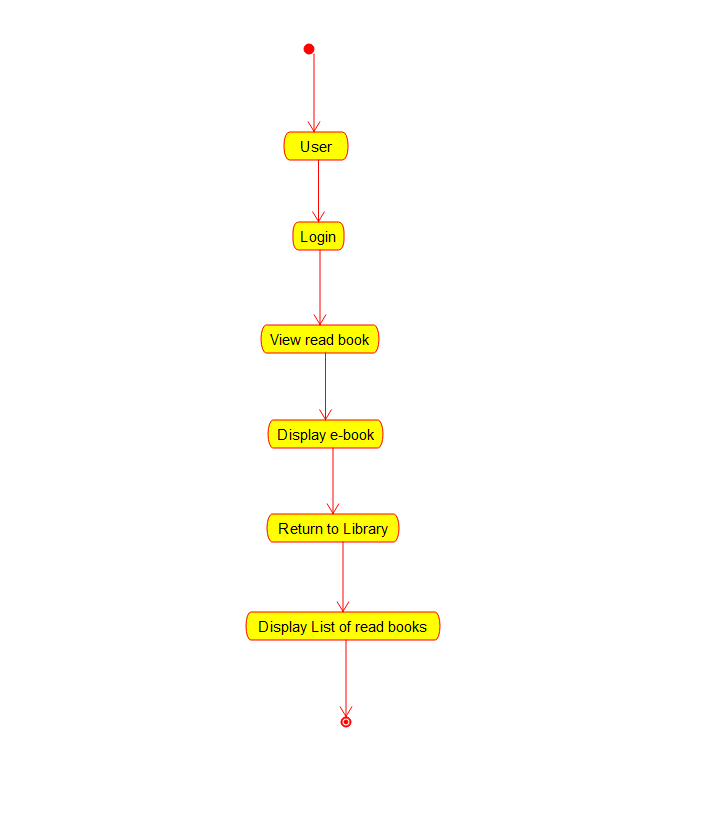 User
Login
View read book
Display e-book
Return to Library
Display List of read books